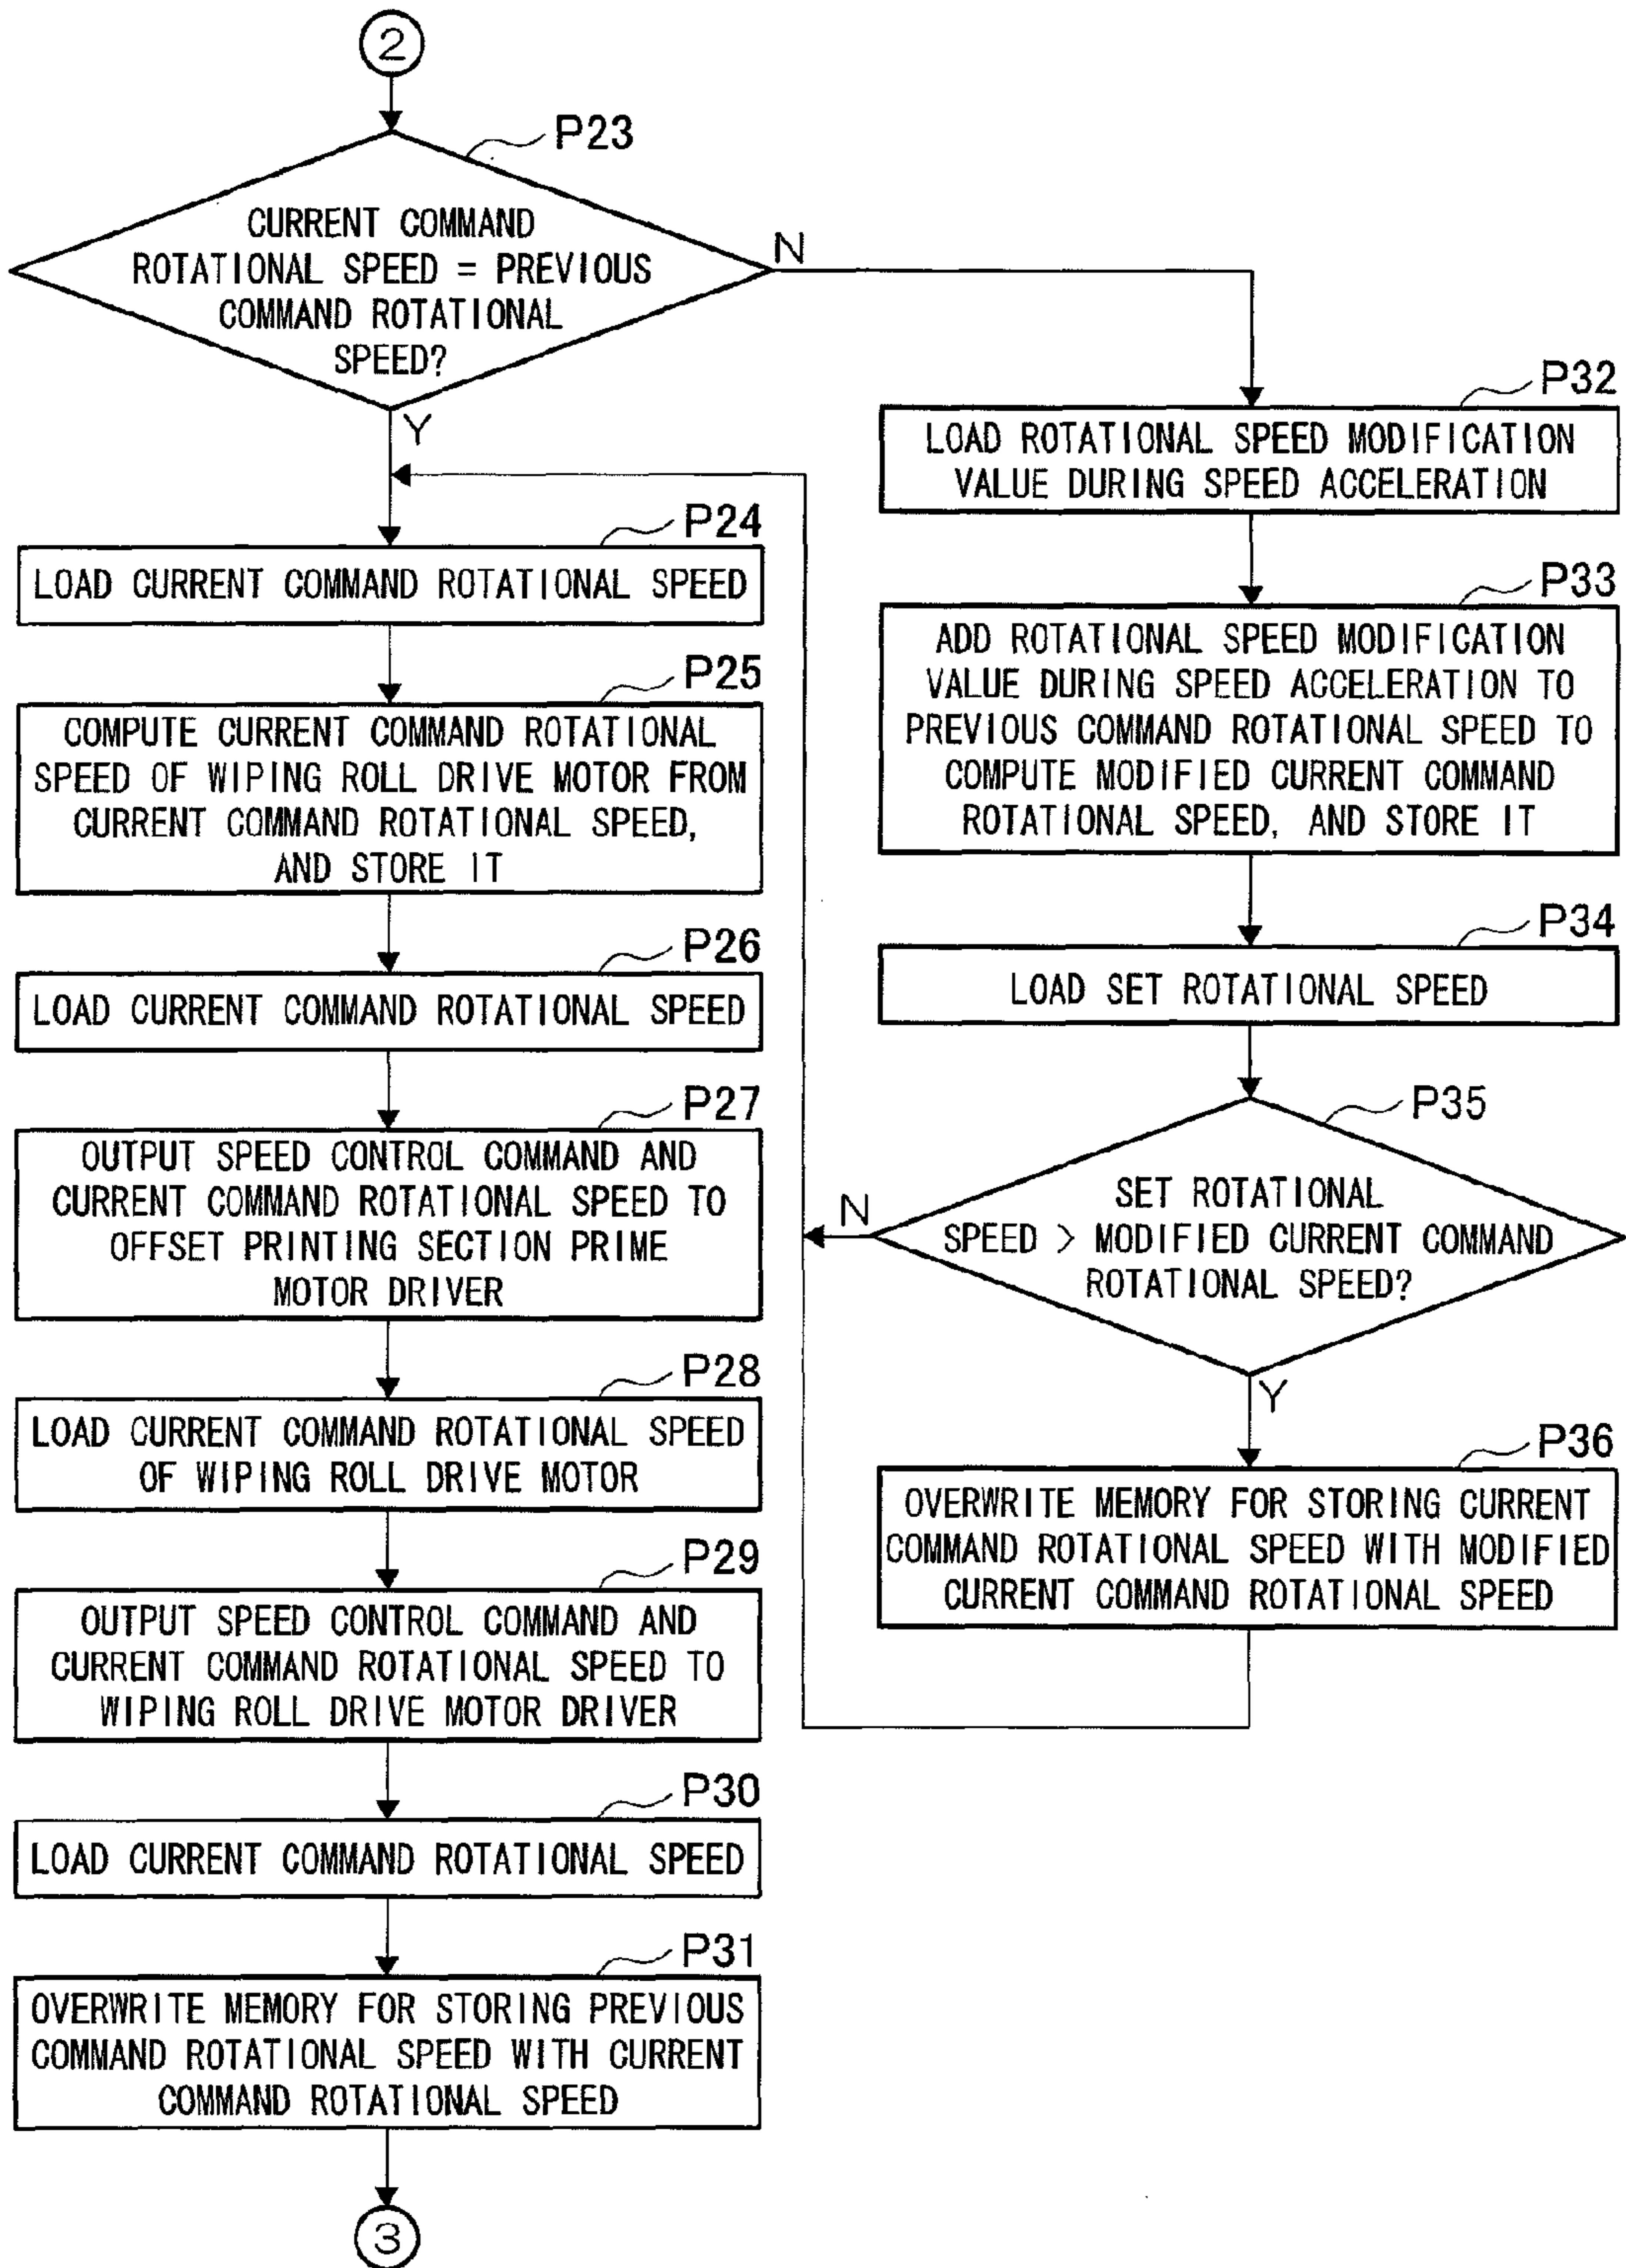 2
P23
CURRENT COMMAND
ROTATIONAL SPEED = PREVIOUS
COMMAND ROTATIONAL
SPEED?
N
Y
P24
LOAD CURRENT COMMAND ROTATIONAL SPEED
P25
COMPUTE CURRENT COMMAND ROTATIONAL
SPEED OF WIPING ROLL DRIVE MOTOR FROM
CURRENT COMMAND ROTATIONAL SPEED,
AND STORE IT
P26
LOAD CURRENT COMMAND ROTATIONAL SPEED
P27
OUTPUT SPEED CONTROL COMMAND AND
CURRENT COMMAND ROTATIONAL SPEED TO
OFFSET PRINTING SECTION PRIME
MOTOR DRIVER
P28
LOAD CURRENT COMMAND ROTATIONAL SPEED
OF WIPING ROLL DRIVE MOTOR
P29
OUTPUT SPEED CONTROL COMMAND AND
CURRENT COMMAND ROTATIONAL SPEED TO
WIPING ROLL DRIVE MOTOR DRIVER
P30
LOAD CURRENT COMMAND ROTATIONAL SPEED
P31
OVERWRITE MEMORY FOR STORING PREVIOUS
COMMAND ROTATIONAL SPEED WITH CURRENT
COMMAND ROTATIONAL SPEED
3
P32
LOAD ROTATIONAL SPEED MODIFICATION
VALUE DURING SPEED ACCELERATION
P33
ADD ROTATIONAL SPEED MODIFICATION
VALUE DURING SPEED ACCELERATION TO
PREVIOUS COMMAND ROTATIONAL SPEED TO
COMPUTE MODIFIED CURRENT COMMAND
ROTATIONAL SPEED, AND STORE IT
P34
LOAD SET ROTATIONAL SPEED
P35
SET ROTATIONAL
SPEED > MODIFIED CURRENT COMMAND
ROTATIONAL SPEED?
N
Y
P36
OVERWRITE MEMORY FOR STORING CURRENT
COMMAND ROTATIONAL SPEED WITH MODIFIED
CURRENT COMMAND ROTATIONAL SPEED